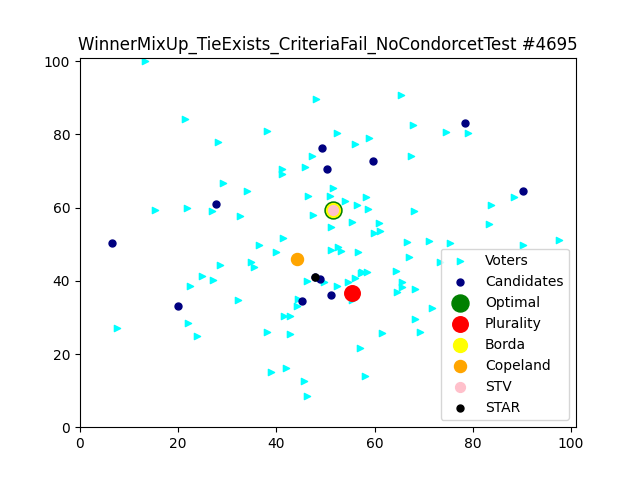 WinnerMixUp_TieExists_CriteriaFail_NoCondorcetTest #4695
100
80
60
40
20
0
0 20 40 60 80 100
Voters
Candidates
Optimal
Plurality
Borda
Copeland
STV
STAR